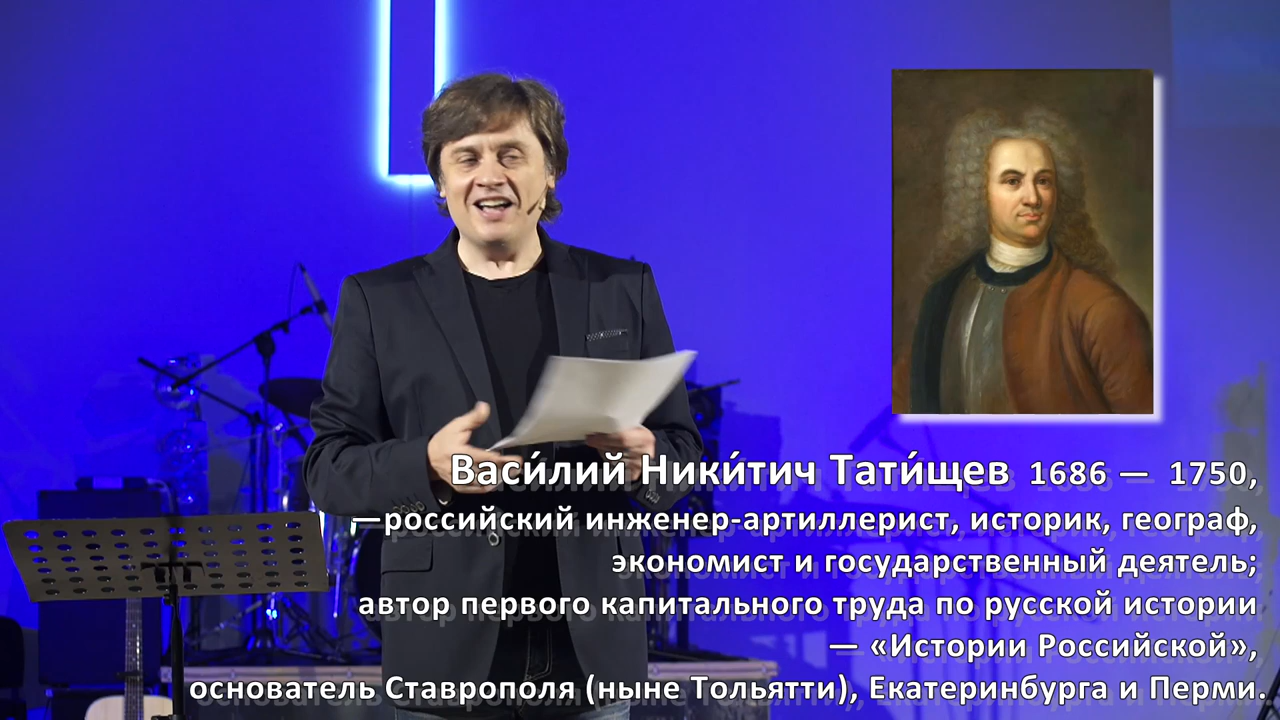 Васи́лий Ники́тич Тати́щев 1686 — 1750,
—российский инженер-артиллерист, историк, географ,
экономист и государственный деятель;
автор первого капитального труда по русской истории
— «Истории Российской»,
основатель Ставрополя (ныне Тольятти), Екатеринбурга и Перми.